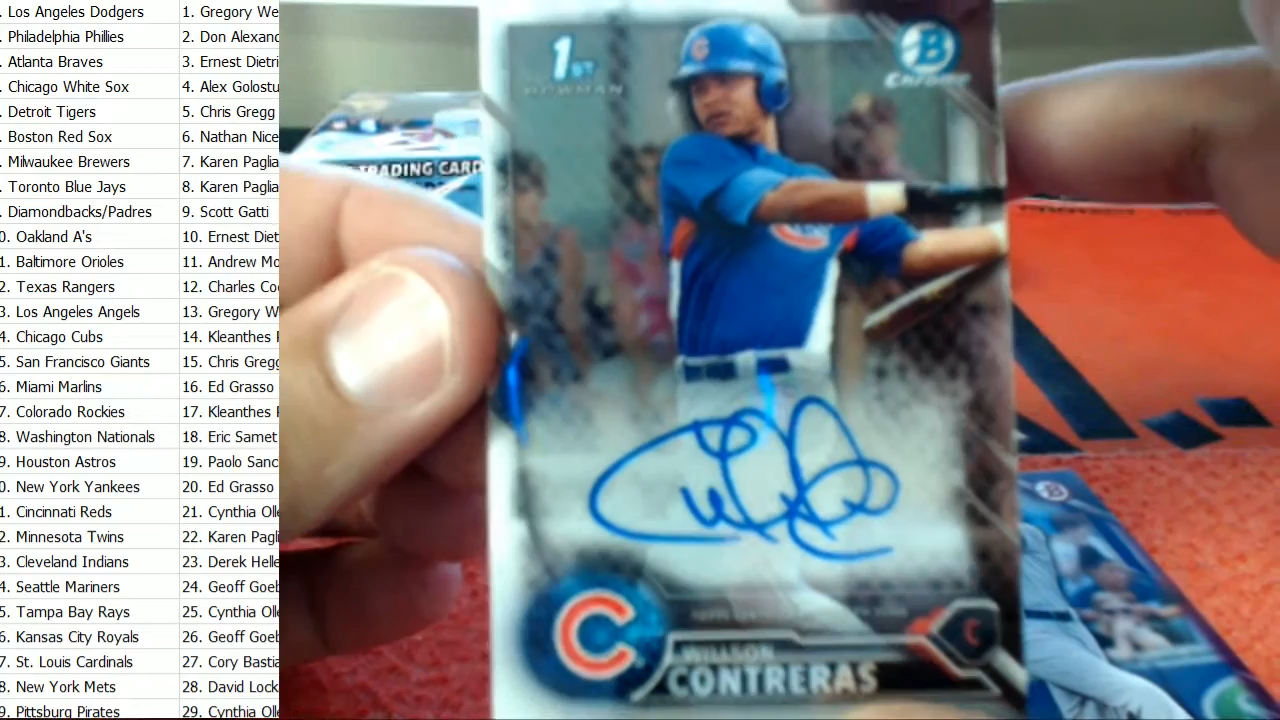 . Los Angeles Dodgers 1. Gregory We
. Philadelphia Phillies 2. Don Alexand
. Atlanta Braves 3. Ernest Dietri
. Chicago White Sox 4. Alex Golostu
. Detroit Tigers 5. Chris Gregg
. Boston Red Sox 6. Nathan Nice
. Milwaukee Brewers 7. Karen Paglia
. Toronto Blue Jays 8. Karen Paglia
. Diamondbacks/Padres 9. Scott Gatti
0. Oakland A's 10. Ernest Diet
1. Baltimore Orioles 11. Andrew Mo
2. Texas Rangers 12. Charles Coo
3. Los Angeles Angels 13. Gregory W
4. Chicago Cubs 14. Kleanthes P
5. San Francisco Giants 15. Chris Gregg
6. Miami Marlins 16. Ed Grasso
7. Colorado Rockies 17. Kleanthes P
8. Washington Nationals 18. Eric Samet
9. Houston Astros 19. Paolo Sanc
0. New York Yankees 20. Ed Grasso
1. Cincinnati Reds 21. Cynthia Olle
2. Minnesota Twins 22. Karen Pagli
3. Cleveland Indians 23. Derek Helle
4. Seattle Mariners 24. Geoff Goeb
5. Tampa Bay Rays 25. Cynthia Olle
6. Kansas City Royals 26. Geoff Goeb
7. St. Louis Cardinals 27. Cory Bastia
8. New York Mets 28. David Lock
9. Pittsburg Pirates 29. Cynthia Olle
TRADING CARD
1ST
BOWMAN
B
CHROME
C
C
WILLSON
CONTRERAS
B